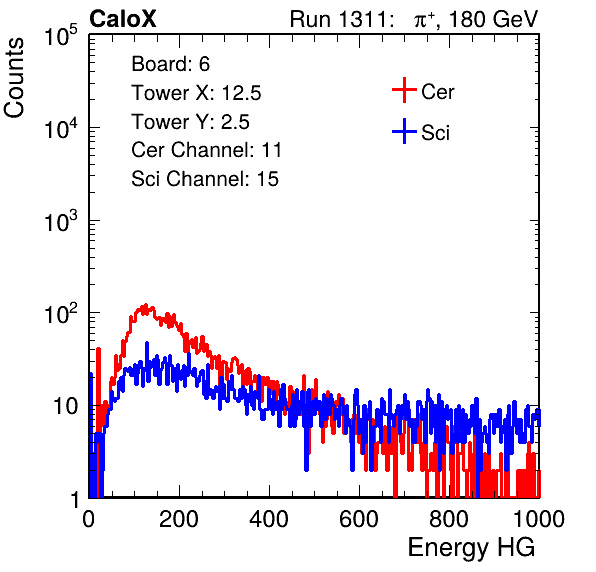 CaloX Run 1311: π⁺, 180 GeV
Counts
Board: 6
Tower X: 12.5
Tower Y: 2.5
Cer Channel: 11
Sci Channel: 15
Cer
Sci
10⁵
10⁴
10³
10²
10
1
0 200 400 600 800 1000
Energy HG